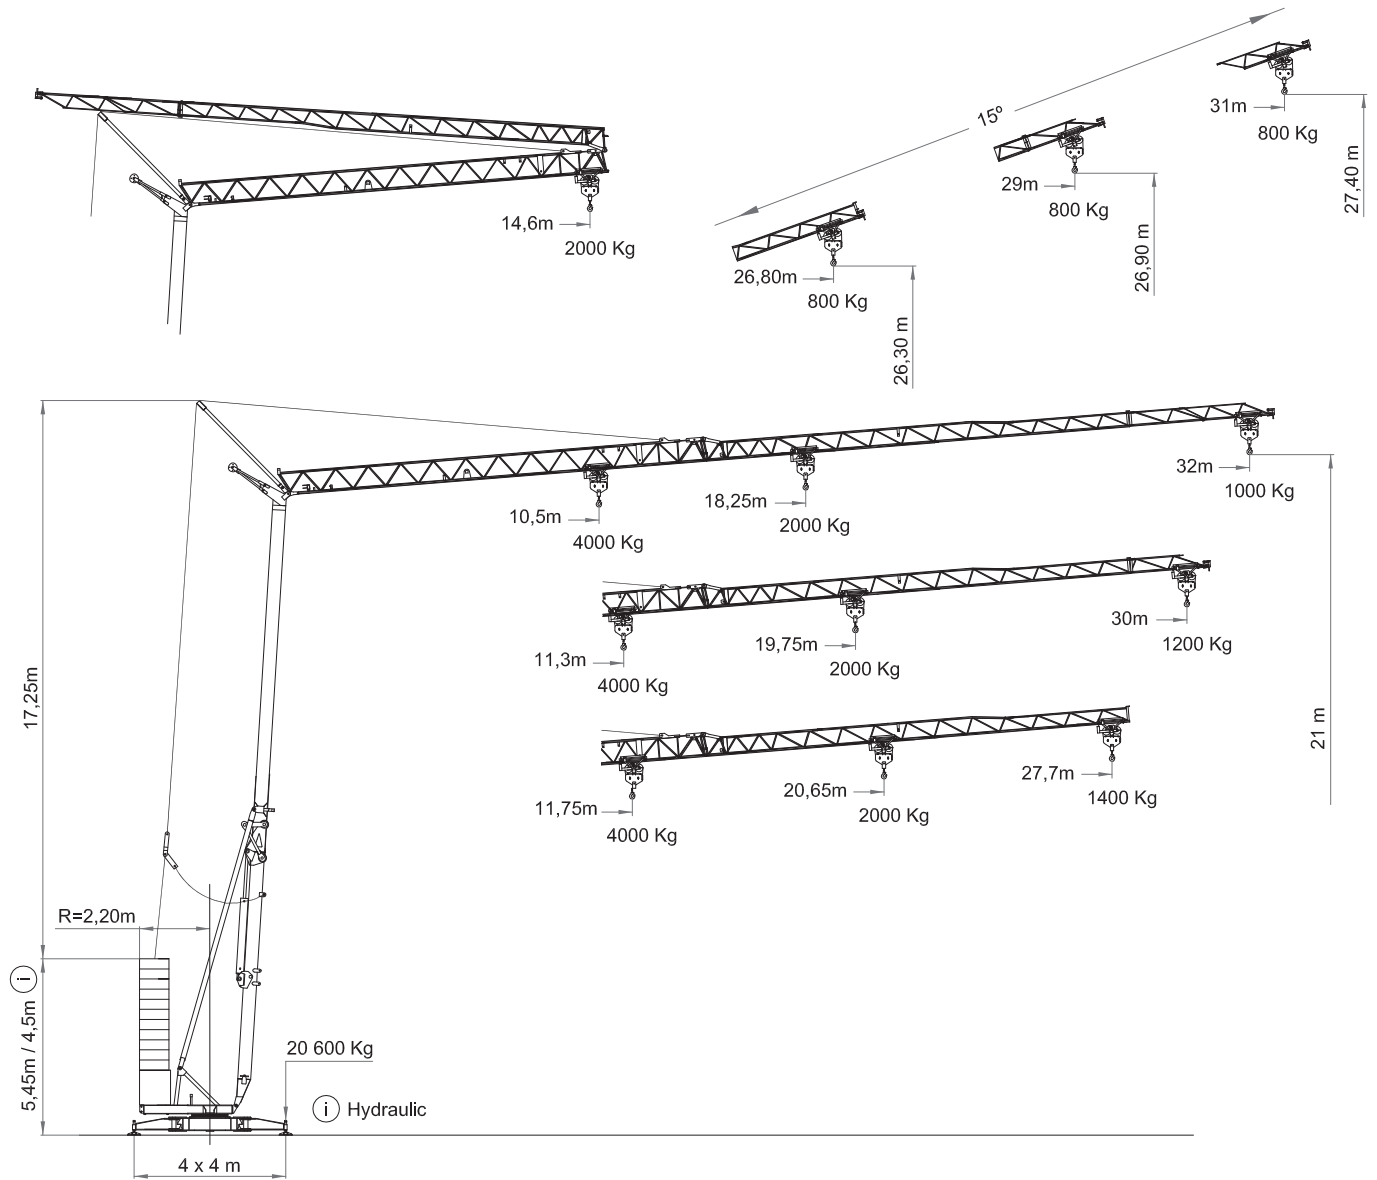 15º
31m
800 Kg
27,40 m
29m
800 Kg
26,90 m
14,6m
2000 Kg
26,80m
800 Kg
26,30 m
32m
1000 Kg
18,25m
2000 Kg
10,5m
4000 Kg
30m
1200 Kg
19,75m
2000 Kg
11,3m
4000 Kg
17,25m
21 m
27,7m
1400 Kg
20,65m
2000 Kg
11,75m
4000 Kg
R=2,20m
5,45m / 4,5m i
20 600 Kg
i Hydraulic
4 x 4 m